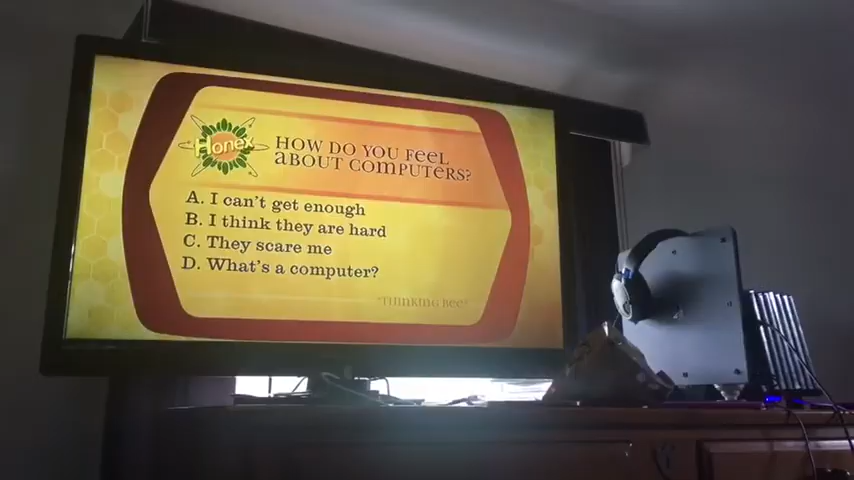 Honex
HOW DO YOU FEEL
ABOUT COMPUTERS?
A. I can't get enough
B. I think they are hard
C. They scare me
D. What's a computer?
"THINKING BEE"